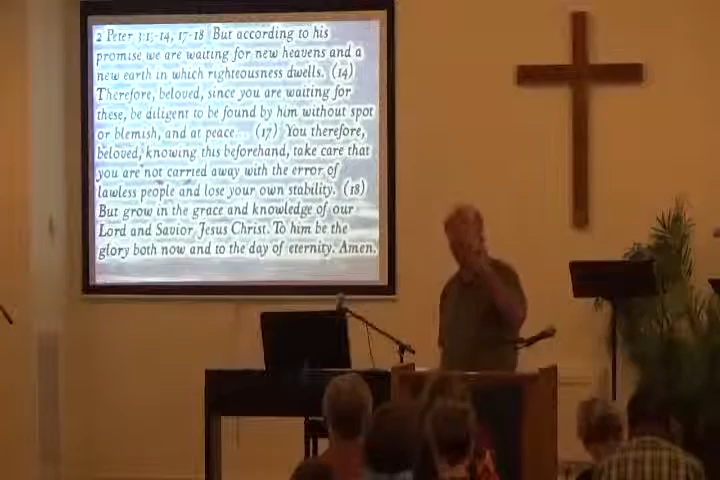 2 Peter 3:13-14, 17-18 But according to his
promise we are waiting for new heavens and a
new earth in which righteousness dwells. (14)
Therefore, beloved, since you are waiting for
these, be diligent to be found by him without spot
or blemish, and at peace... (17) You therefore,
beloved, knowing this beforehand, take care that
you are not carried away with the error of
lawless people and lose your own stability. (18)
But grow in the grace and knowledge of our
Lord and Savior Jesus Christ. To him be the
glory both now and to the day of eternity. Amen.